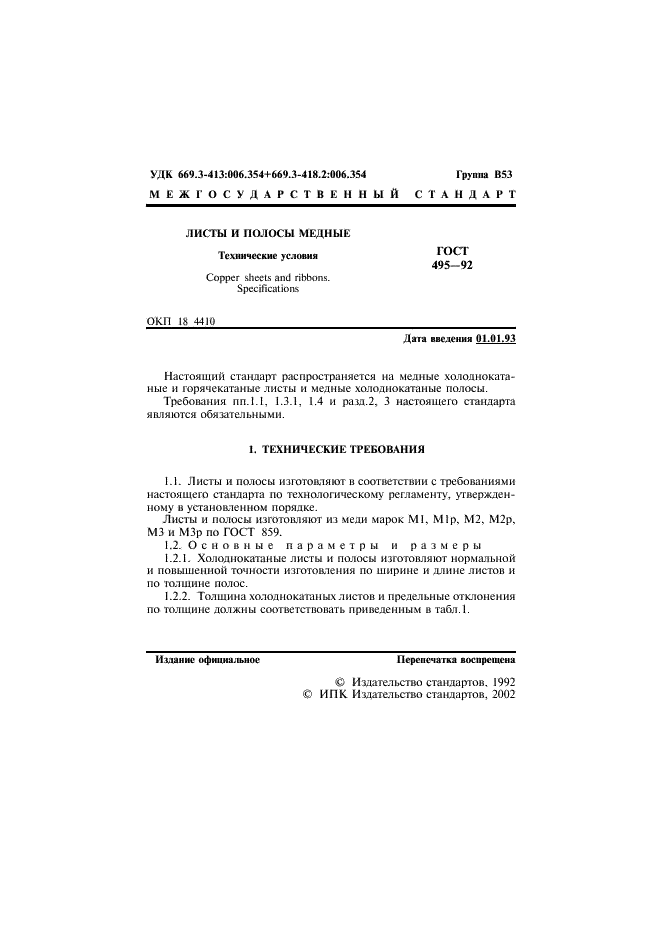 УДК 669.3-413:006.354+669.3-418.2:006.354 Группа В53
МЕЖГОСУДАРСТВЕННЫЙ СТАНДАРТ
ЛИСТЫ И ПОЛОСЫ МЕДНЫЕ
Технические условия
Copper sheets and ribbons.
Specifications
ГОСТ
495—92
ОКП 18 4410
Дата введения 01.01.93
Настоящий стандарт распространяется на медные холодноката-
ные и горячекатаные листы и медные холоднокатаные полосы.
Требования пп.1.1, 1.3.1, 1.4 и разд.2, 3 настоящего стандарта
являются обязательными.
1. ТЕХНИЧЕСКИЕ ТРЕБОВАНИЯ
1.1. Листы и полосы изготовляют в соответствии с требованиями
настоящего стандарта по технологическому регламенту, утвержден-
ному в установленном порядке.
Листы и полосы изготовляют из меди марок М1, М1р, М2, М2р,
М3 и М3р по ГОСТ 859.
1.2. Основные параметры и размеры
1.2.1. Холоднокатаные листы и полосы изготовляют нормальной
и повышенной точности изготовления по ширине и длине листов и
по толщине полос.
1.2.2. Толщина холоднокатаных листов и предельные отклонения
по толщине должны соответствовать приведенным в табл.1.
Издание официальное Перепечатка воспрещена
© Издательство стандартов, 1992
© ИПК Издательство стандартов, 2002